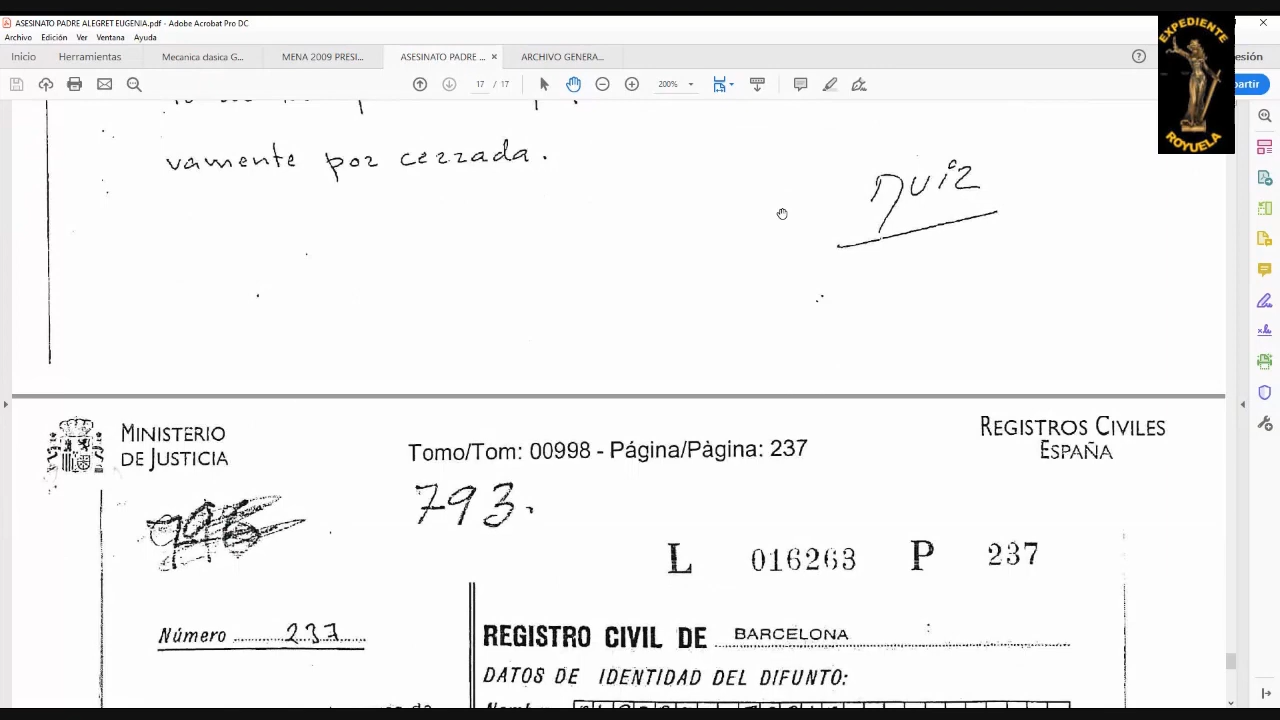 ASESINATO PADRE ALEGRET EUGENIA.pdf - Adobe Acrobat Pro DC
Archivo Edición Ver Ventana Ayuda
Inicio Herramientas Mecanica clasica G... MENA 2009 PRESI... ASESINATO PADRE ... × ARCHIVO GENERA... esión
17 / 17 200% partir
EXPEDIENTE
ROYUELA
vamente por cerrada.
Ruiz
MINISTERIO
DE JUSTICIA
Tomo/Tom: 00998 - Página/Pàgina: 237
REGISTROS CIVILES
ESPAÑA
793.
L 016263 P 237
Número 237
REGISTRO CIVIL DE BARCELONA
DATOS DE IDENTIDAD DEL DIFUNTO: